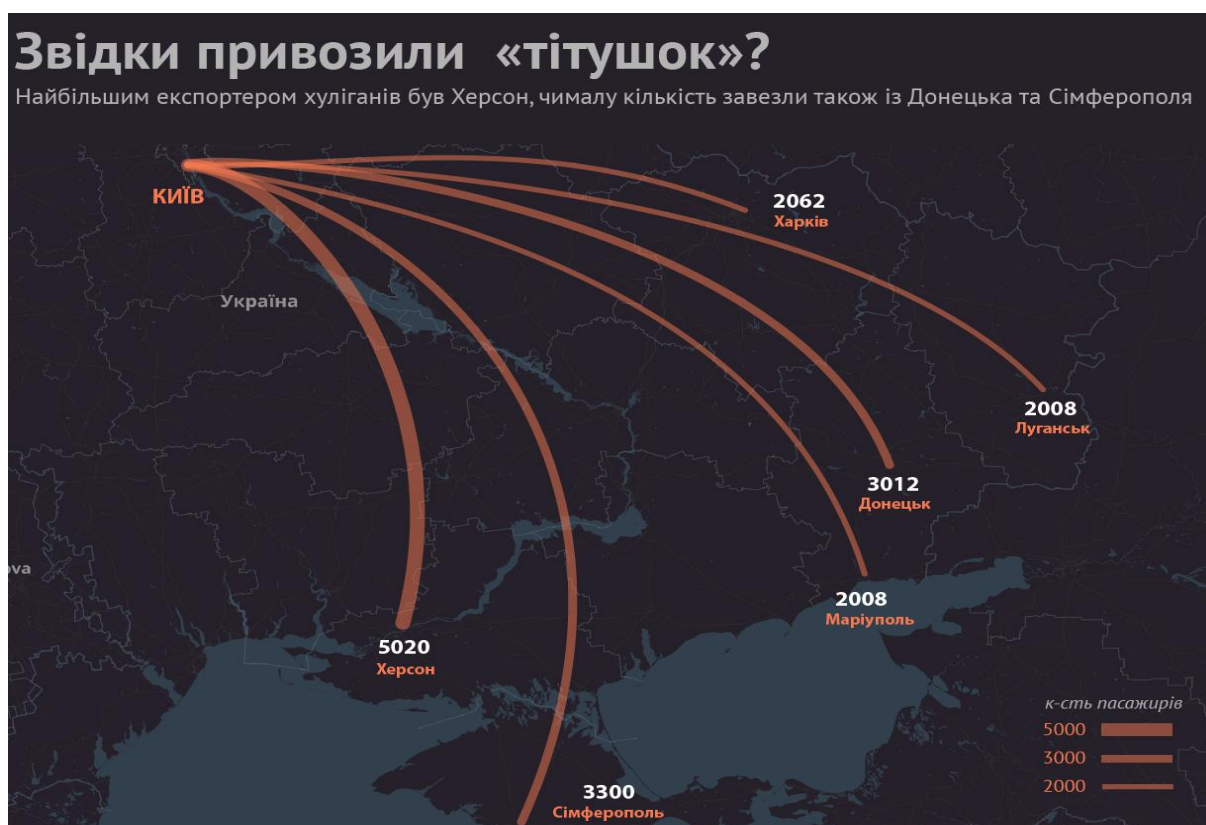 Звідки привозили «тітушок»?
Найбільшим експортером хуліганів був Херсон, чималу кількість завезли також із Донецька та Сімферополя
КИЇВ
2062
Харків
Україна
2008
Луганськ
3012
Донецьк
ova
2008
Маріуполь
5020
Херсон
к-сть пасажирів
5000
3000
2000
3300
Сімферополь